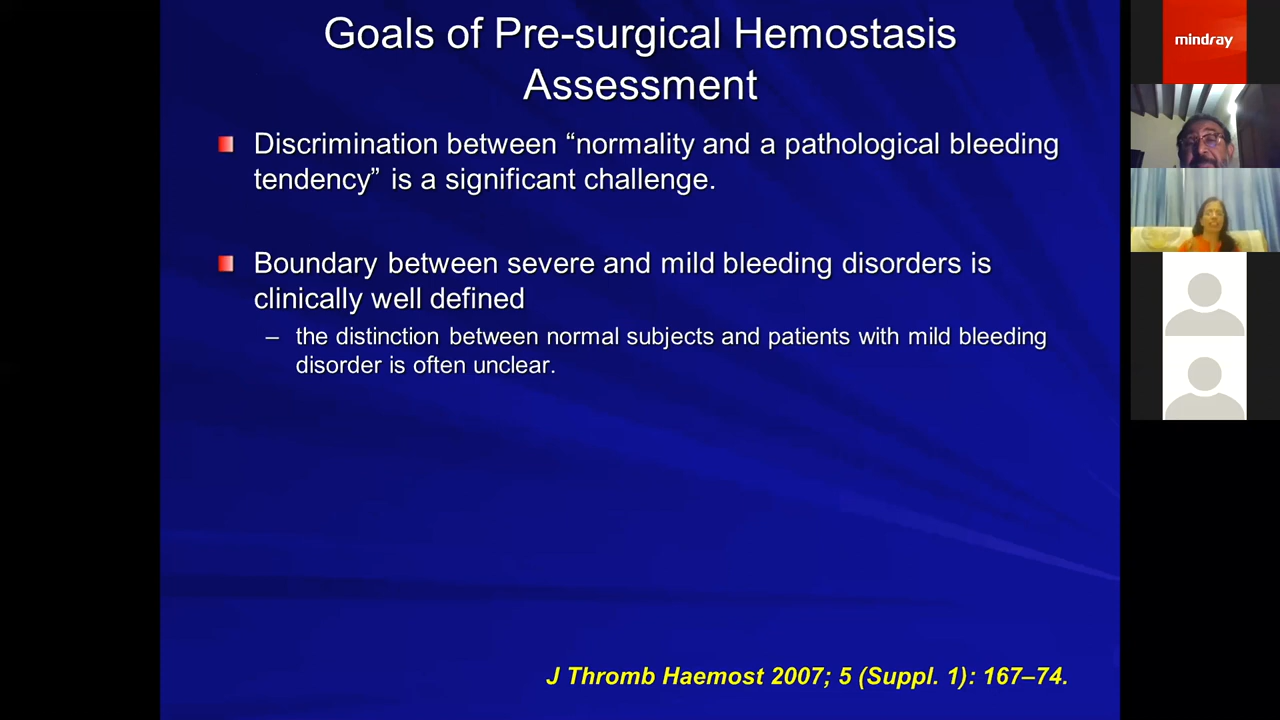 Goals of Pre-surgical Hemostasis
Assessment
Discrimination between “normality and a pathological bleeding
tendency” is a significant challenge.
Boundary between severe and mild bleeding disorders is
clinically well defined
– the distinction between normal subjects and patients with mild bleeding
disorder is often unclear.
J Thromb Haemost 2007; 5 (Suppl. 1): 167–74.
mindray